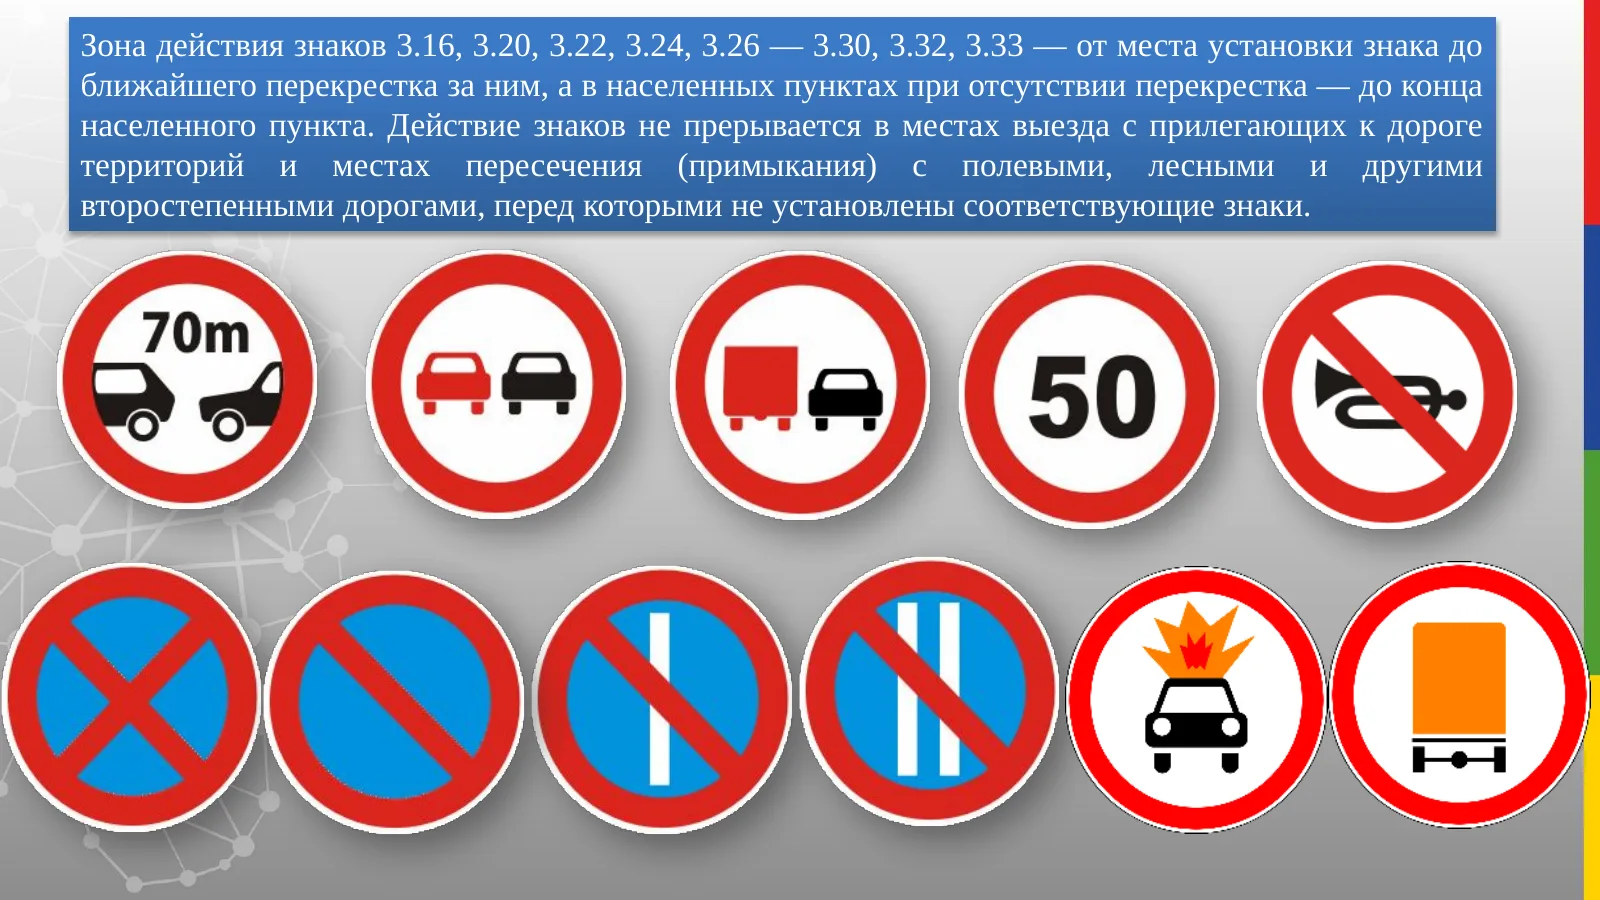 Зона действия знаков 3.16, 3.20, 3.22, 3.24, 3.26 — 3.30, 3.32, 3.33 — от места установки знака до
ближайшего перекрестка за ним, а в населенных пунктах при отсутствии перекрестка — до конца
населенного пункта. Действие знаков не прерывается в местах выезда с прилегающих к дороге
территорий и местах пересечения (примыкания) с полевыми, лесными и другими
второстепенными дорогами, перед которыми не установлены соответствующие знаки.
70m
50